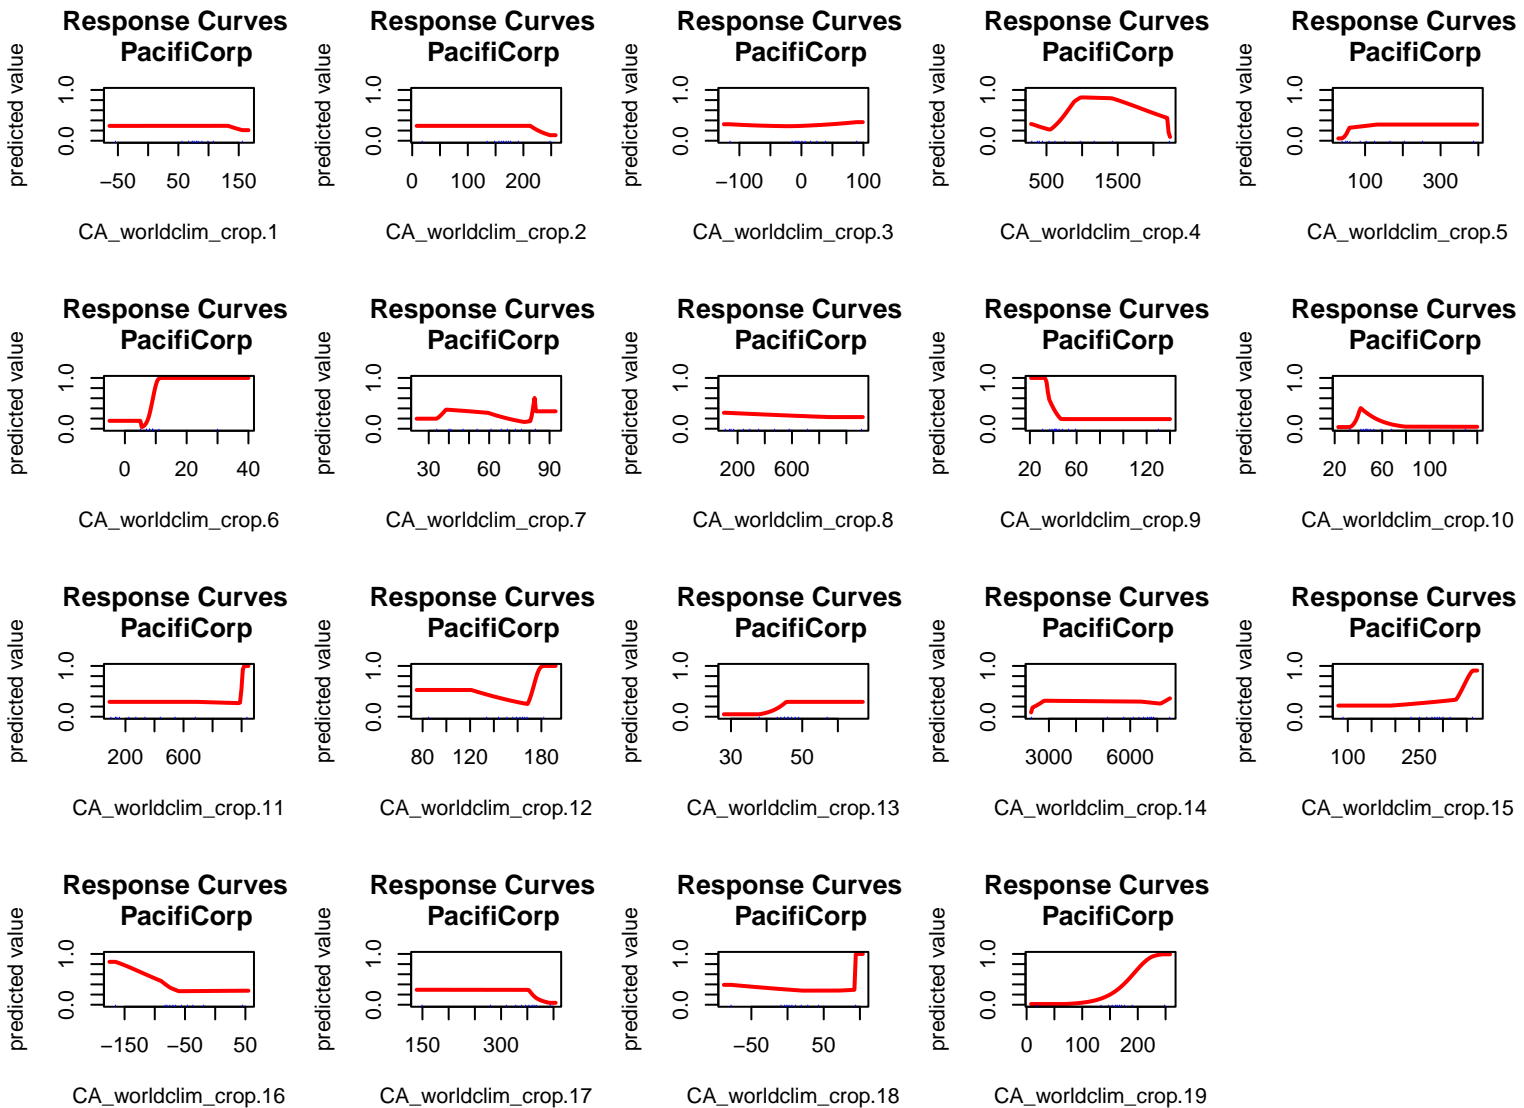 Response Curves
PacifiCorp
predicted value
0.0 1.0
−50 50 150
CA_worldclim_crop.1
Response Curves
PacifiCorp
predicted value
0.0 1.0
0 100 200
CA_worldclim_crop.2
Response Curves
PacifiCorp
predicted value
0.0 1.0
−100 0 100
CA_worldclim_crop.3
Response Curves
PacifiCorp
predicted value
0.0 1.0
500 1500
CA_worldclim_crop.4
Response Curves
PacifiCorp
predicted value
0.0 1.0
100 300
CA_worldclim_crop.5
Response Curves
PacifiCorp
predicted value
0.0 1.0
0 20 40
CA_worldclim_crop.6
Response Curves
PacifiCorp
predicted value
0.0 1.0
30 60 90
CA_worldclim_crop.7
Response Curves
PacifiCorp
predicted value
0.0 1.0
200 600
CA_worldclim_crop.8
Response Curves
PacifiCorp
predicted value
0.0 1.0
20 60 120
CA_worldclim_crop.9
Response Curves
PacifiCorp
predicted value
0.0 1.0
20 60 100
CA_worldclim_crop.10
Response Curves
PacifiCorp
predicted value
0.0 1.0
200 600
CA_worldclim_crop.11
Response Curves
PacifiCorp
predicted value
0.0 1.0
80 120 180
CA_worldclim_crop.12
Response Curves
PacifiCorp
predicted value
0.0 1.0
30 50
CA_worldclim_crop.13
Response Curves
PacifiCorp
predicted value
0.0 1.0
3000 6000
CA_worldclim_crop.14
Response Curves
PacifiCorp
predicted value
0.0 1.0
100 250
CA_worldclim_crop.15
Response Curves
PacifiCorp
predicted value
0.0 1.0
−150 −50 50
CA_worldclim_crop.16
Response Curves
PacifiCorp
predicted value
0.0 1.0
150 300
CA_worldclim_crop.17
Response Curves
PacifiCorp
predicted value
0.0 1.0
−50 50
CA_worldclim_crop.18
Response Curves
PacifiCorp
predicted value
0.0 1.0
0 100 200
CA_worldclim_crop.19